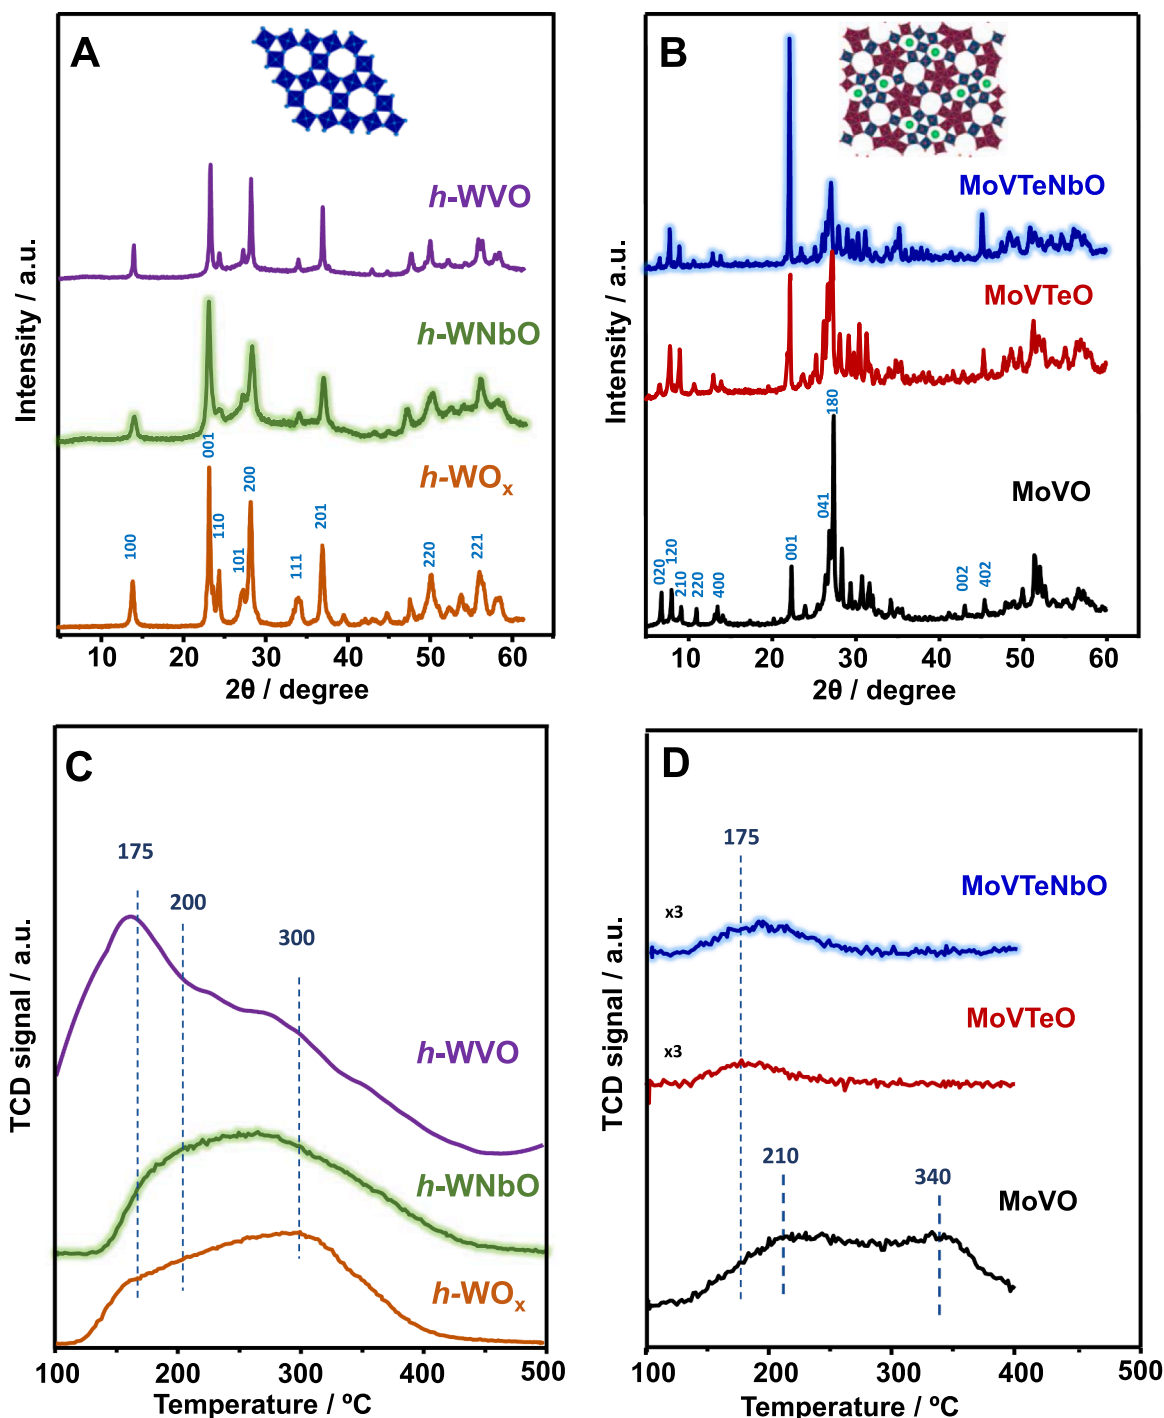 A
h-WVO
h-WNbO
001
200
h-WOx
110
201
100
101
111
220
221
Intensity / a.u.
10 20 30 40 50 60
2θ / degree
B
MoVTeNbO
MoVTeO
180
MoVO
041
001
020
120
210
220
400
002
402
Intensity / a.u.
10 20 30 40 50 60
2θ / degree
C
175
200
300
h-WVO
h-WNbO
h-WOx
TCD signal / a.u.
100 200 300 400 500
Temperature / ºC
D
175
MoVTeNbO
x3
MoVTeO
x3
210
340
MoVO
TCD signal / a.u.
100 200 300 400 500
Temperature / ºC